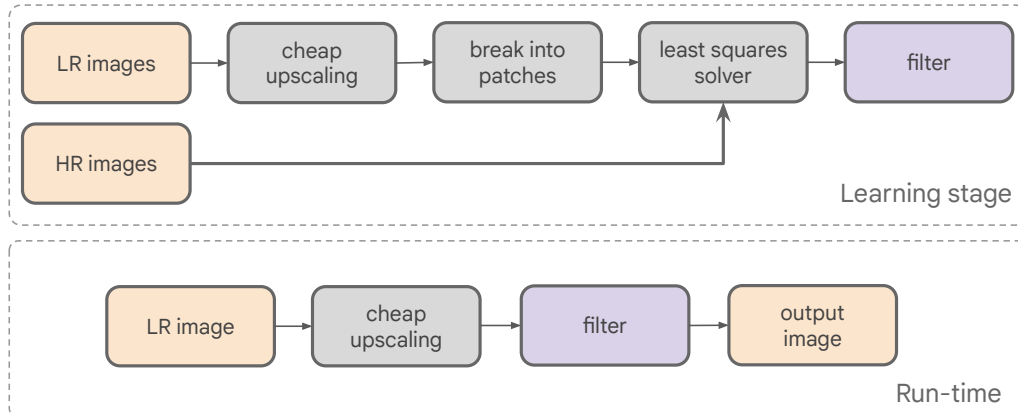 LR images
cheap
upscaling
break into
patches
least squares
solver
filter
HR images
Learning stage
LR image
cheap
upscaling
filter
output
image
Run-time